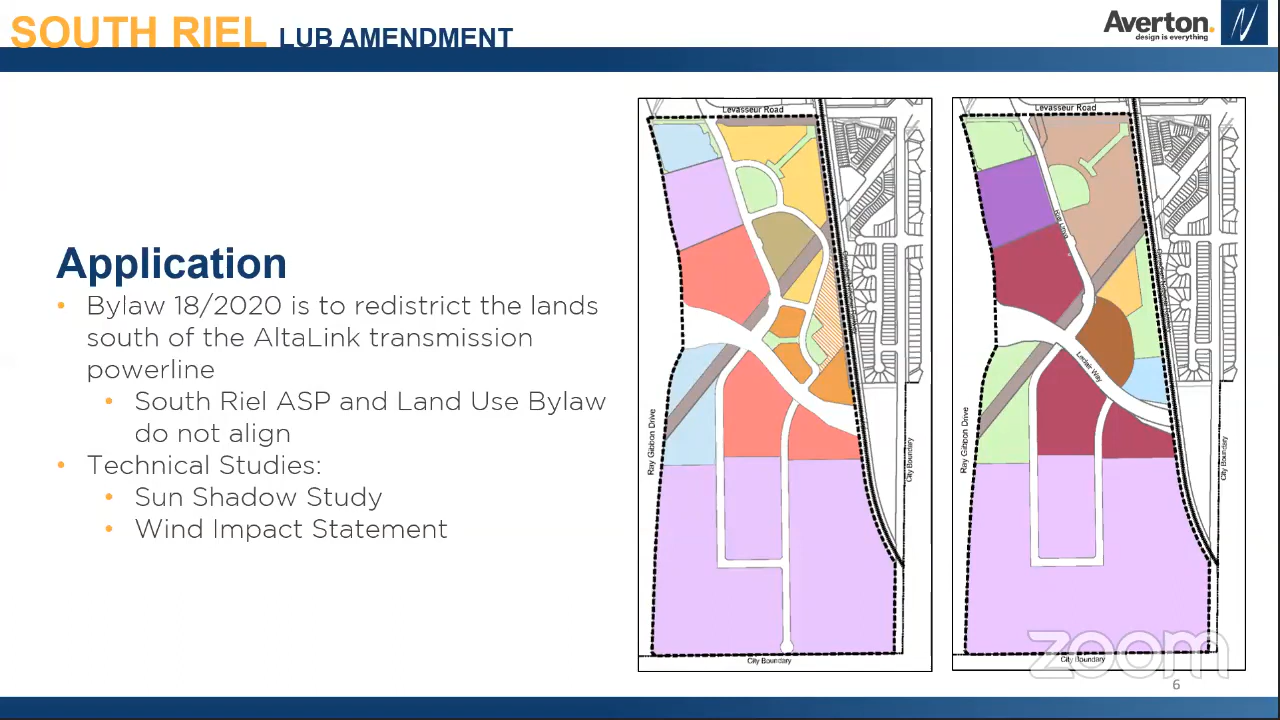 SOUTH RIEL LUB AMENDMENT
Averton.
design is everything
Application
• Bylaw 18/2020 is to redistrict the lands
south of the AltaLink transmission
powerline
• South Riel ASP and Land Use Bylaw
do not align
• Technical Studies:
• Sun Shadow Study
• Wind Impact Statement
Levasseur Road
Ray Gibbon Drive
City Boundary
City Boundary
Levasseur Road
Leclair Way
Ray Gibbon Drive
City Boundary
City Boundary
zoom
6